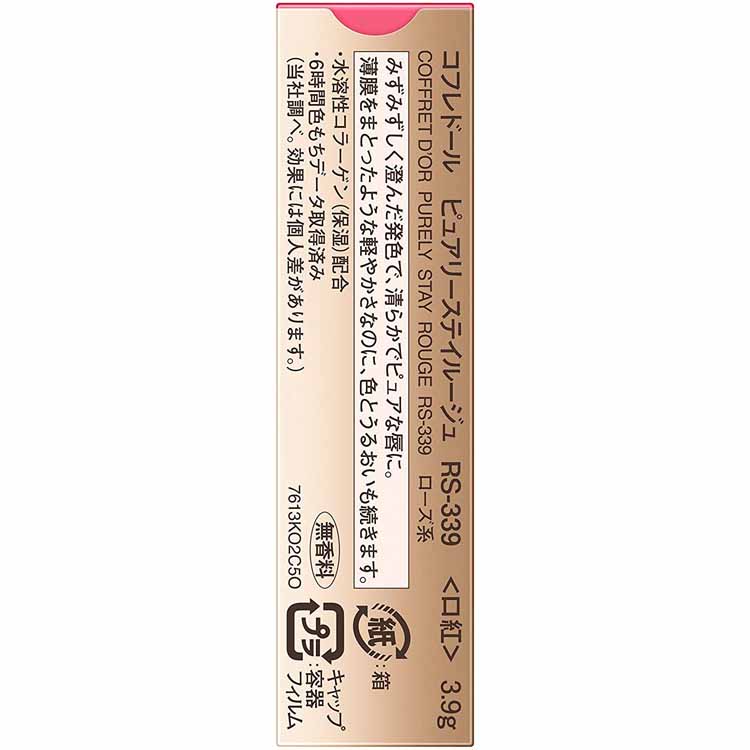 コフレドール ピュアリーステイルージュ RS-339 <口紅> 3.9g
COFFRET D'OR PURELY STAY ROUGE RS-339 ローズ系
みずみずしく澄んだ発色で、清らかでピュアな唇に。
薄膜をまとったような軽やかさなのに、色とうるおいも続きます。
・水溶性コラーゲン(保湿)配合
・6時間色もちデータ取得済み
(当社調べ。効果には個人差があります。)
無香料
7613KO2C5O
紙
:箱
プラ
:
キャップ
容器
フィルム